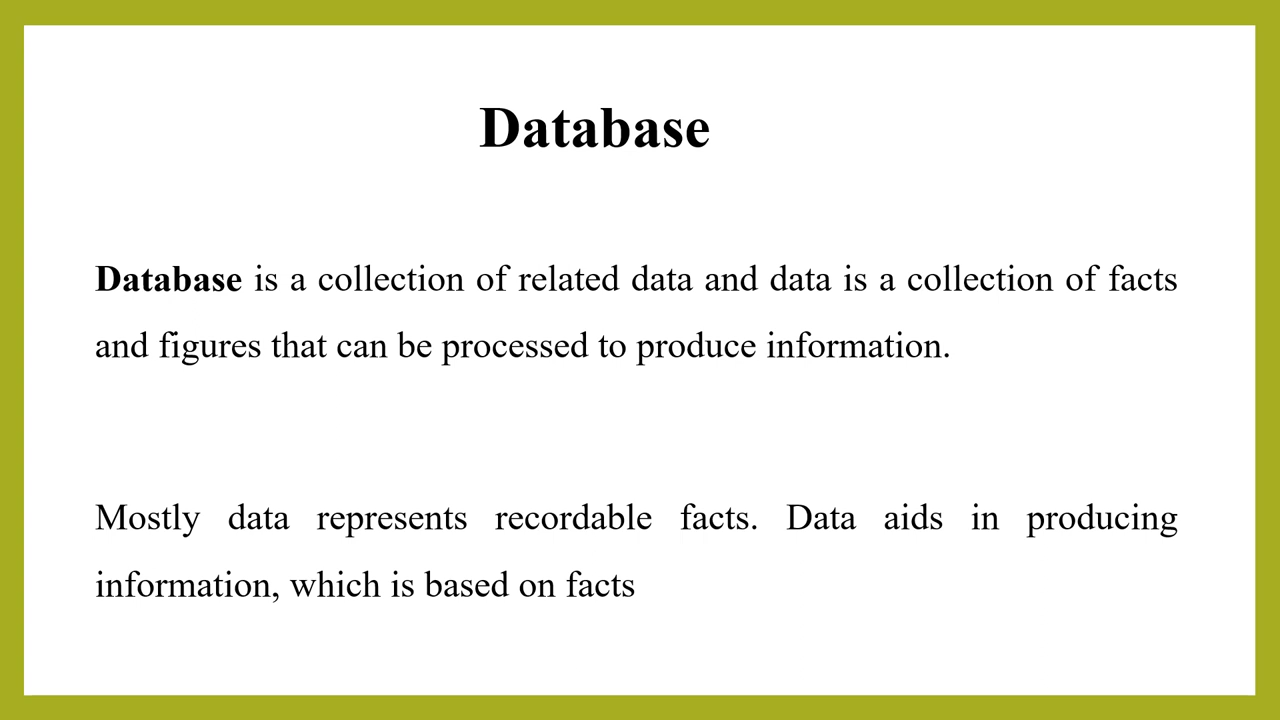 Database
Database is a collection of related data and data is a collection of facts
and figures that can be processed to produce information.
Mostly data represents recordable facts. Data aids in producing
information, which is based on facts